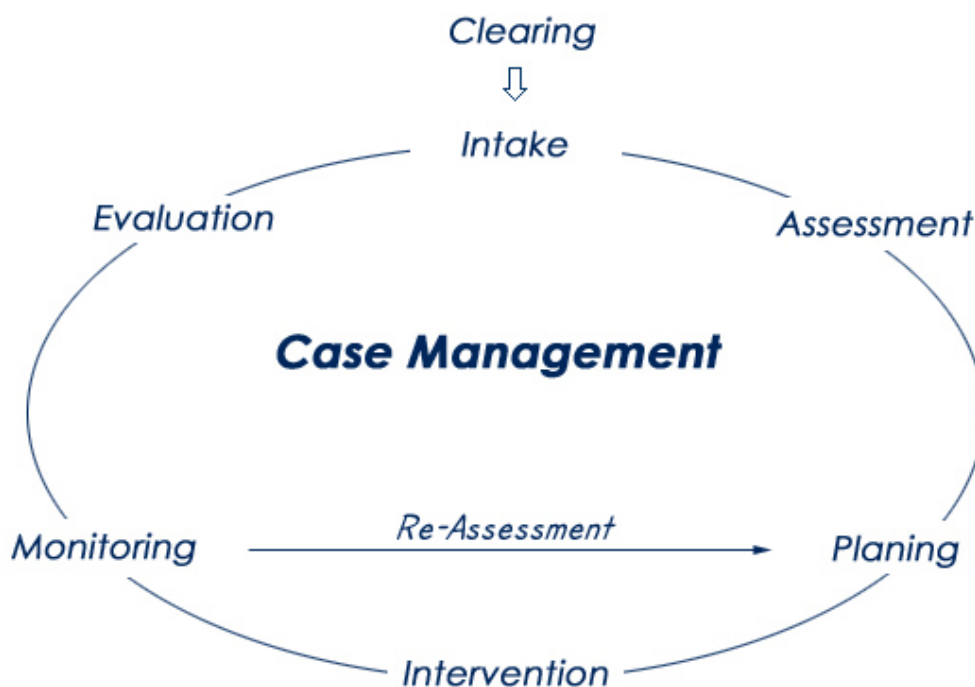 Clearing
Intake
Evaluation
Assessment
Case Management
Re-Assessment
Monitoring
Planing
Intervention